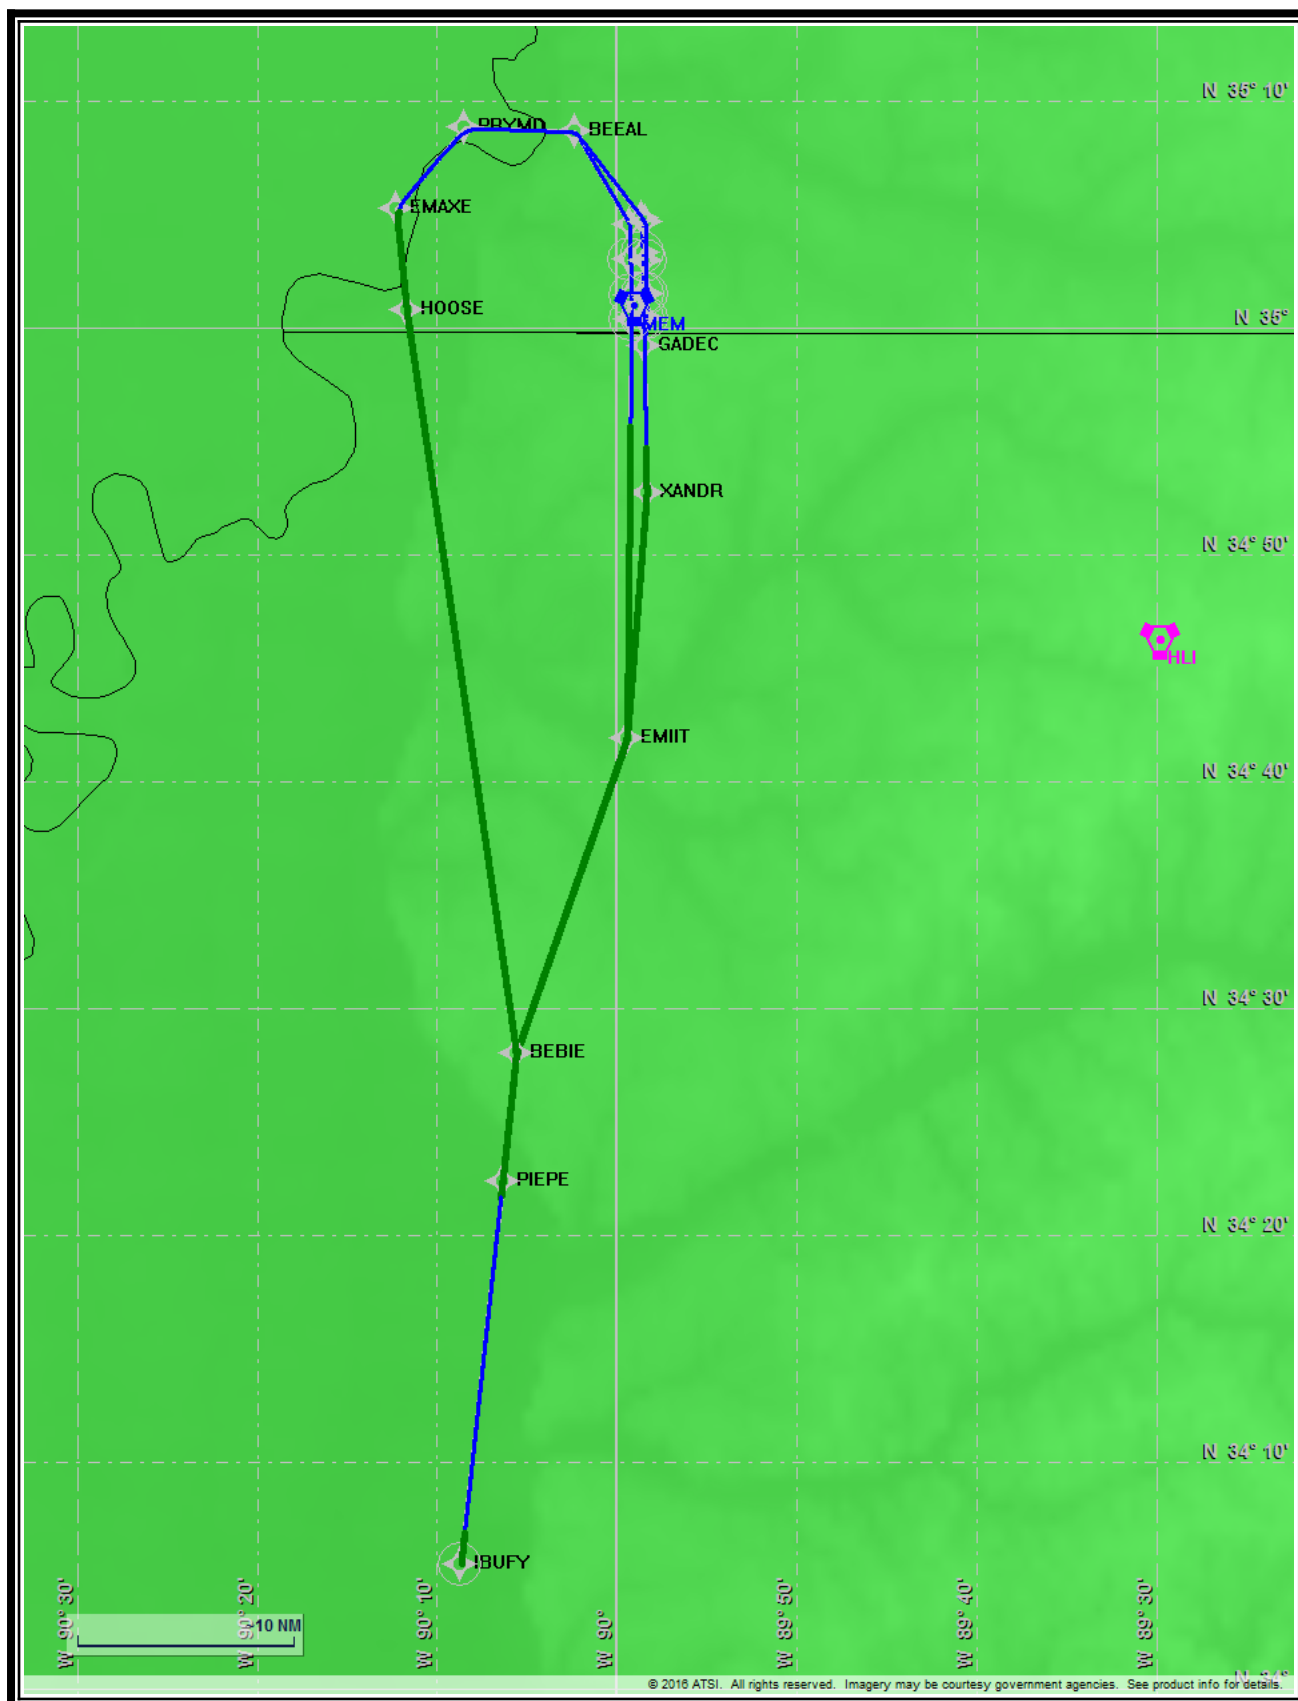 N 35° 10'
PRYMD
BEEAL
EMAXE
HOOSE
N 35°
MEM
GADEC
XANDR
N 34° 50'
HLI
EMIIT
N 34° 40'
N 34° 30'
BEBIE
PIEPE
N 34° 20'
N 34° 10'
IBUFY
W 90° 30'
W 90° 20'
W 90° 10'
W 90°
W 89° 50'
W 89° 40'
W 89° 30'
~10 NM
N 34°
© 2016 ATSI. All rights reserved. Imagery may be courtesy government agencies. See product info for details.